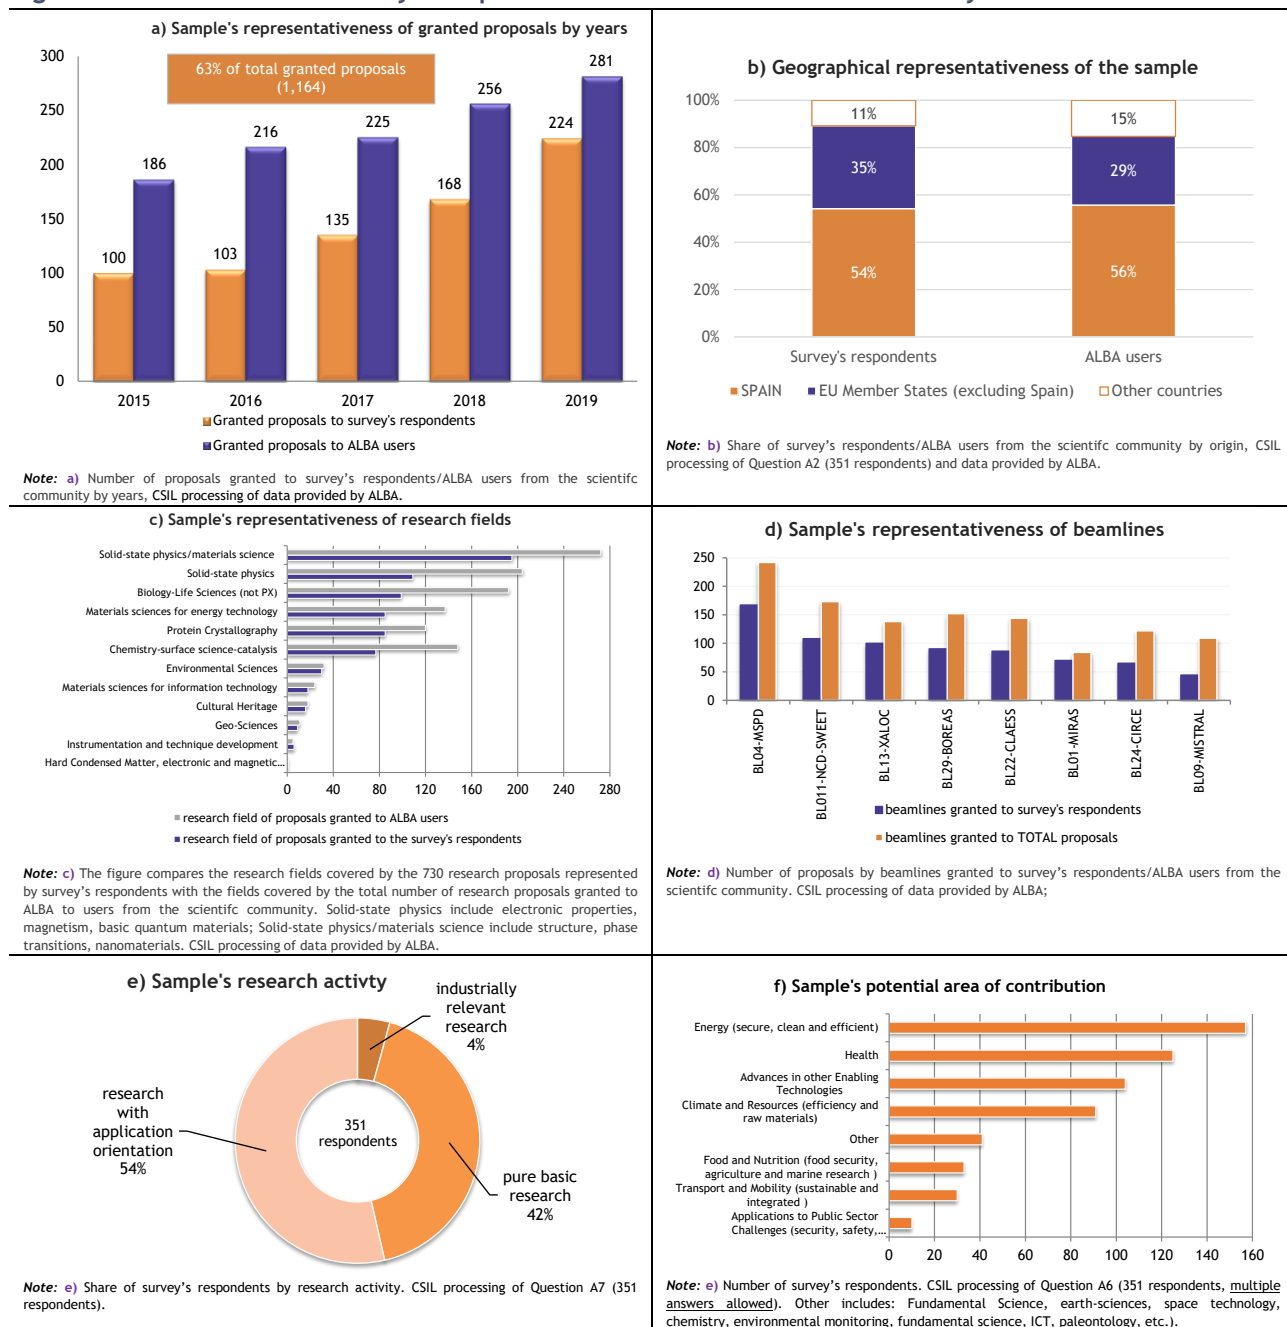 a) Sample's representativeness of granted proposals by years
63% of total granted proposals
(1,164)
300
250
200
150
100
50
0
100
186
103
216
135
225
168
256
224
281
2015
2016
2017
2018
2019
Granted proposals to survey's respondents
Granted proposals to ALBA users
Note: a) Number of proposals granted to survey's respondents/ALBA users from the scientifc
community by years, CSIL processing of data provided by ALBA.
b) Geographical representativeness of the sample
100%
80%
60%
40%
20%
0%
11%
35%
54%
15%
29%
56%
Survey's respondents
ALBA users
SPAIN
EU Member States (excluding Spain)
Other countries
Note: b) Share of survey's respondents/ALBA users from the scientifc community by origin, CSIL
processing of Question A2 (351 respondents) and data provided by ALBA.
c) Sample's representativeness of research fields
Solid-state physics/materials science
Solid-state physics
Biology-Life Sciences (not PX)
Materials sciences for energy technology
Protein Crystallography
Chemistry-surface science-catalysis
Environmental Sciences
Materials sciences for information technology
Cultural Heritage
Geo-Sciences
Instrumentation and technique development
Hard Condensed Matter, electronic and magnetic...
0
40
80
120
160
200
240
280
research field of proposals granted to ALBA users
research field of proposals granted to the survey's respondents
Note: c) The figure compares the research fields covered by the 730 research proposals represented
by survey's respondents with the fields covered by the total number of research proposals granted to
ALBA to users from the scientifc community. Solid-state physics include electronic properties,
magnetism, basic quantum materials; Solid-state physics/materials science include structure, phase
transitions, nanomaterials. CSIL processing of data provided by ALBA.
d) Sample's representativeness of beamlines
250
200
150
100
50
0
BL04-MSPD
BL011-NCD-SWEET
BL13-XALOC
BL29-BOREAS
BL22-CLAESS
BL01-MIRAS
BL24-CIRCE
BL09-MISTRAL
beamlines granted to survey's respondents
beamlines granted to TOTAL proposals
Note: d) Number of proposals by beamlines granted to survey's respondents/ALBA users from the
scientifc community. CSIL processing of data provided by ALBA;
e) Sample's research activty
industrially
relevant
research
4%
research
with
application
orientation
54%
351
respondents
pure basic
research
42%
Note: e) Share of survey's respondents by research activity. CSIL processing of Question A7 (351
respondents).
f) Sample's potential area of contribution
Energy (secure, clean and efficient)
Health
Advances in other Enabling
Technologies
Climate and Resources (efficiency and
raw materials)
Other
Food and Nutrition (food security,
agriculture and marine research )
Transport and Mobility (sustainable and
integrated )
Applications to Public Sector
Challenges (security, safety,...
0
20
40
60
80
100
120
140
160
Note: e) Number of survey's respondents. CSIL processing of Question A6 (351 respondents, multiple
answers allowed). Other includes: Fundamental Science, earth-sciences, space technology,
chemistry, environmental monitoring, fundamental science, ICT, paleontology, etc.).